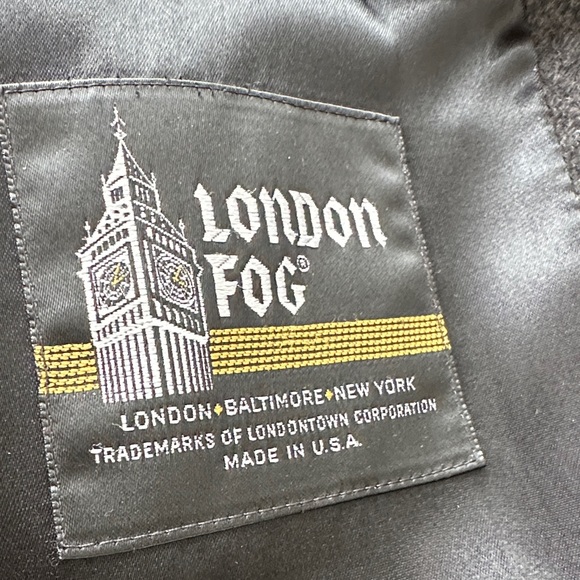 LONDON
FOG®
LONDON♦BALTIMORE♦NEW YORK
TRADEMARKS OF LONDONTOWN CORPORATION
MADE IN U.S.A.